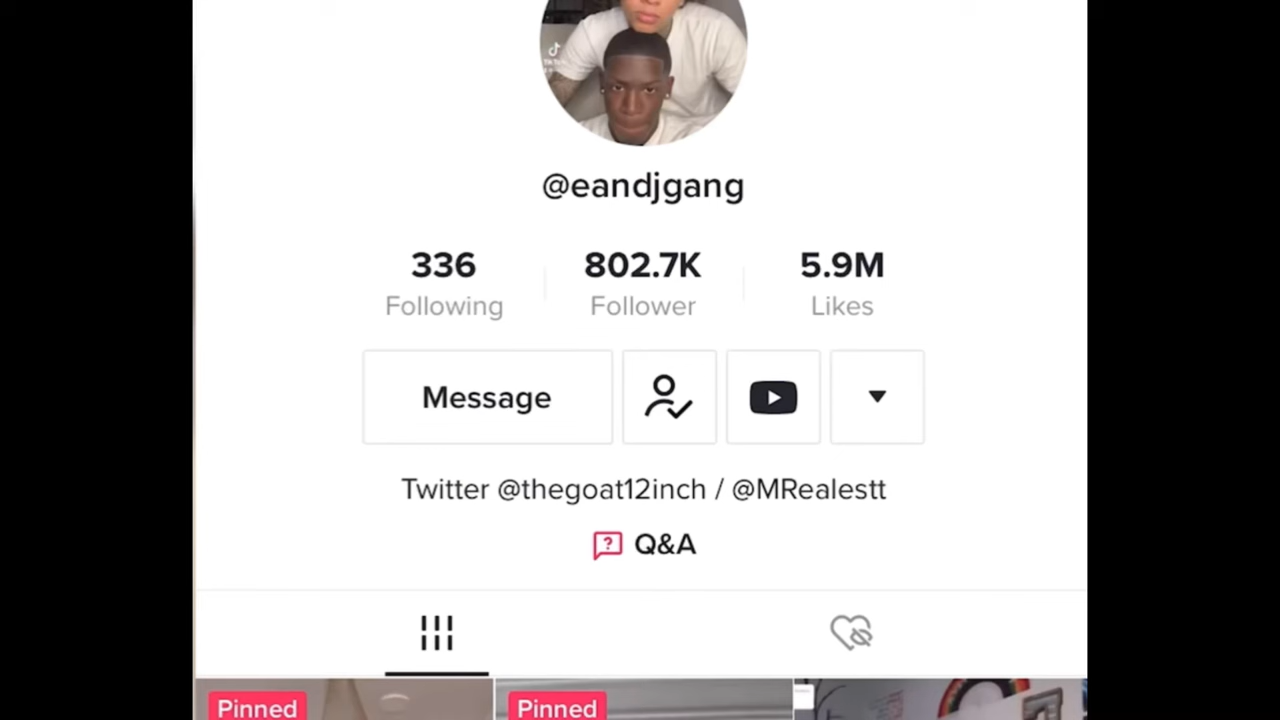 @eandjgang
336 802.7K 5.9M
Following Follower Likes
Message
Twitter @thegoat12inch / @MRealestt
? Q&A
Pinned Pinned